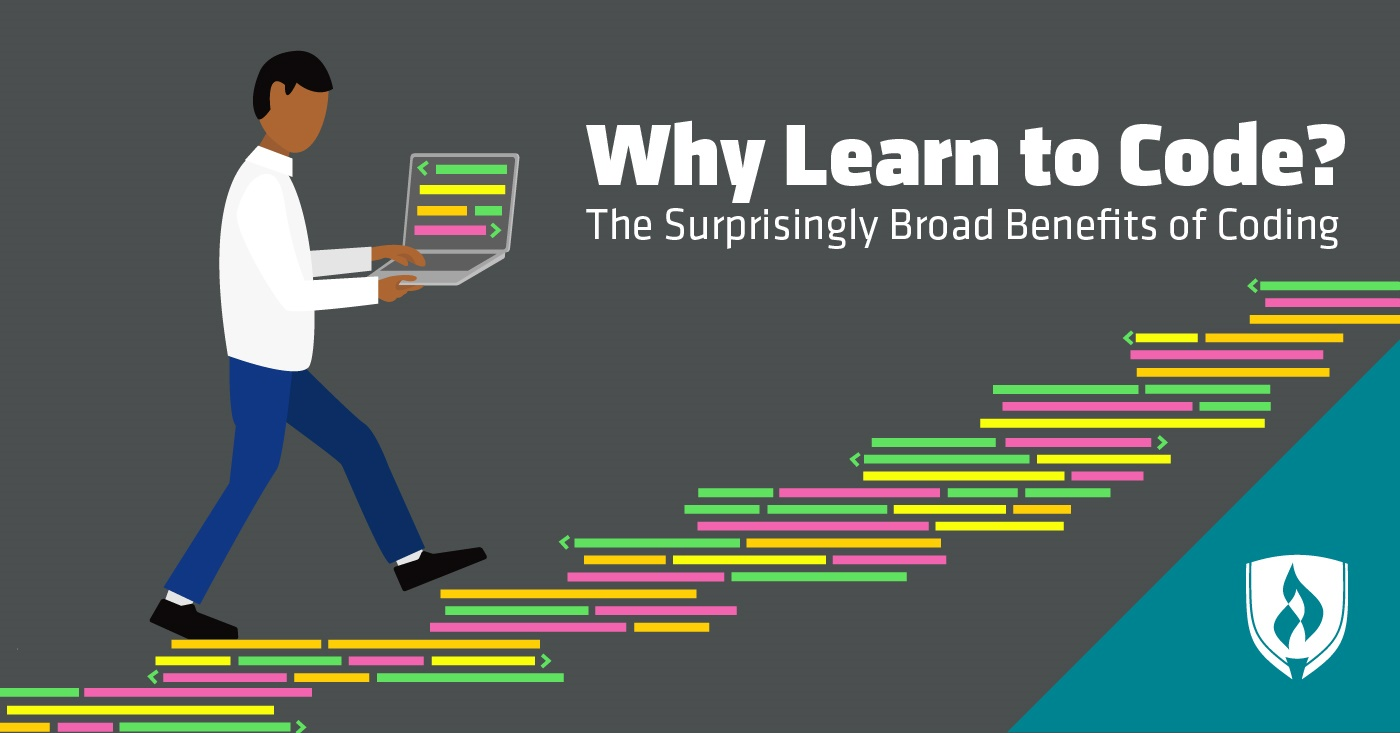 Why Learn to Code?
The Surprisingly Broad Benefits of Coding